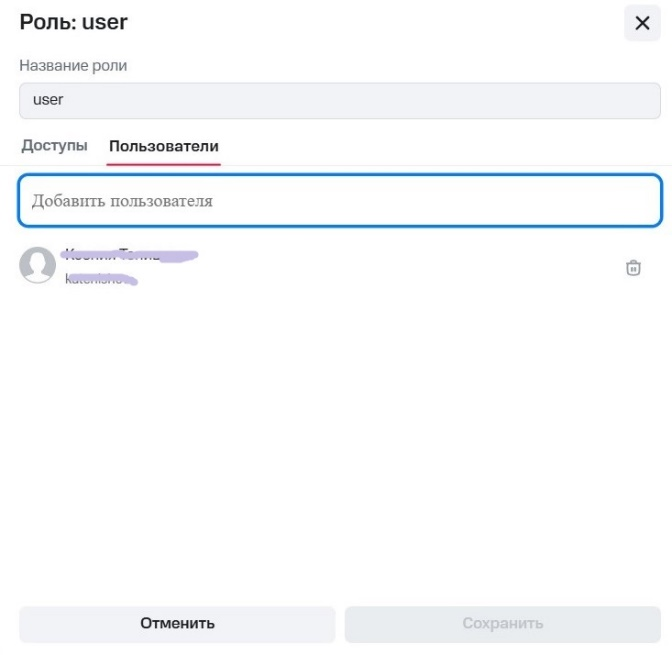 Роль: user
Название роли
user
Доступы Пользователи
Добавить пользователя
Отменить Сохранить